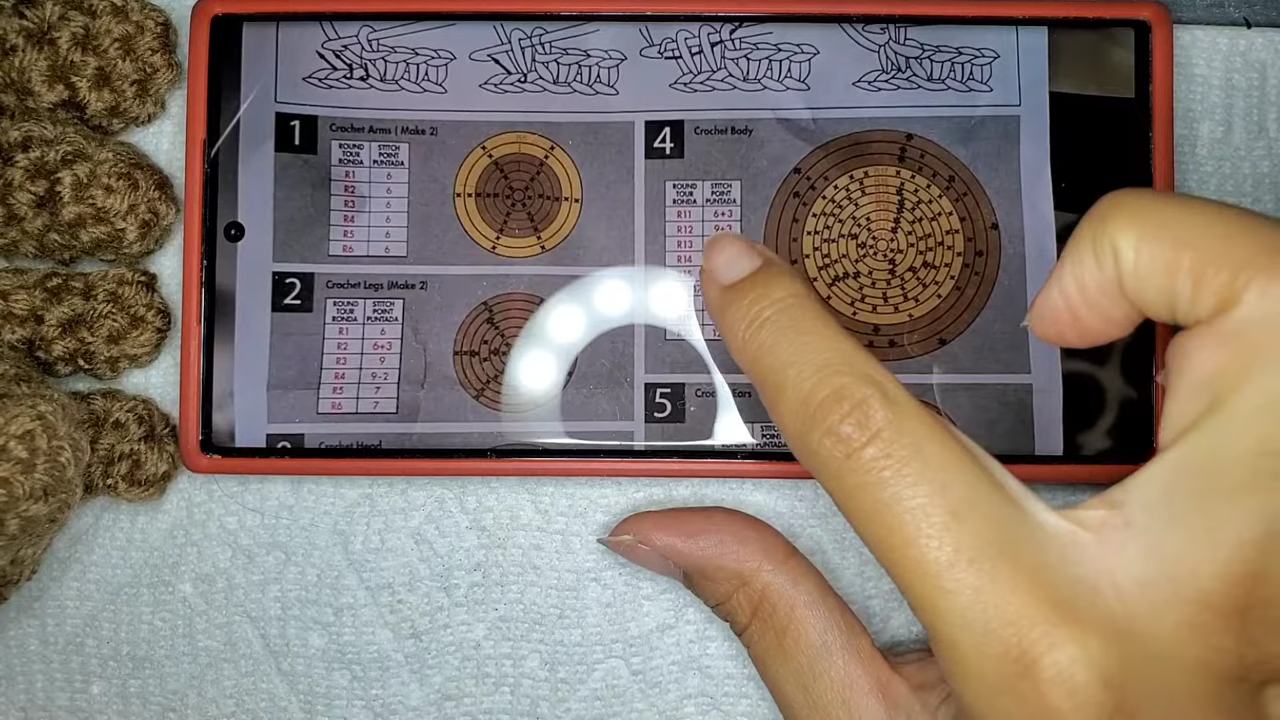 1
Crochet Arms ( Make 2)
ROUND TOUR RONDA STITCH POINT PUNTADA
R1 6
R2 6
R3 6
R4 6
R5 6
R6 6
2
Crochet Legs (Make 2)
ROUND TOUR RONDA STITCH POINT PUNTADA
R1 6
R2 6+3
R3 9
R4 9-2
R5 7
R6 7
Crochet Head
4
Crochet Body
ROUND TOUR RONDA STITCH POINT PUNTADA
R11 6+3
R12 9+3
R13
R14
5
Ears